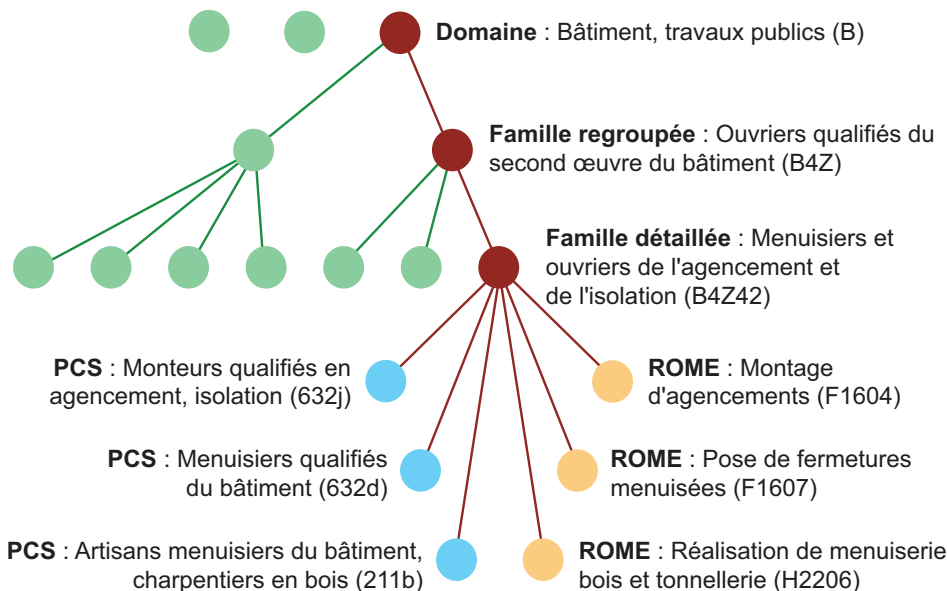 Domaine : Bâtiment, travaux publics (B)
Famille regroupée : Ouvriers qualifiés du
second œuvre du bâtiment (B4Z)
Famille détaillée : Menuisiers et
ouvriers de l'agencement et
de l'isolation (B4Z42)
PCS : Monteurs qualifiés en
agencement, isolation (632j)
ROME : Montage
d'agencements (F1604)
PCS : Menuisiers qualifiés
du bâtiment (632d)
ROME : Pose de fermetures
menuisées (F1607)
PCS : Artisans menuisiers du bâtiment,
charpentiers en bois (211b)
ROME : Réalisation de menuiserie
bois et tonnellerie (H2206)